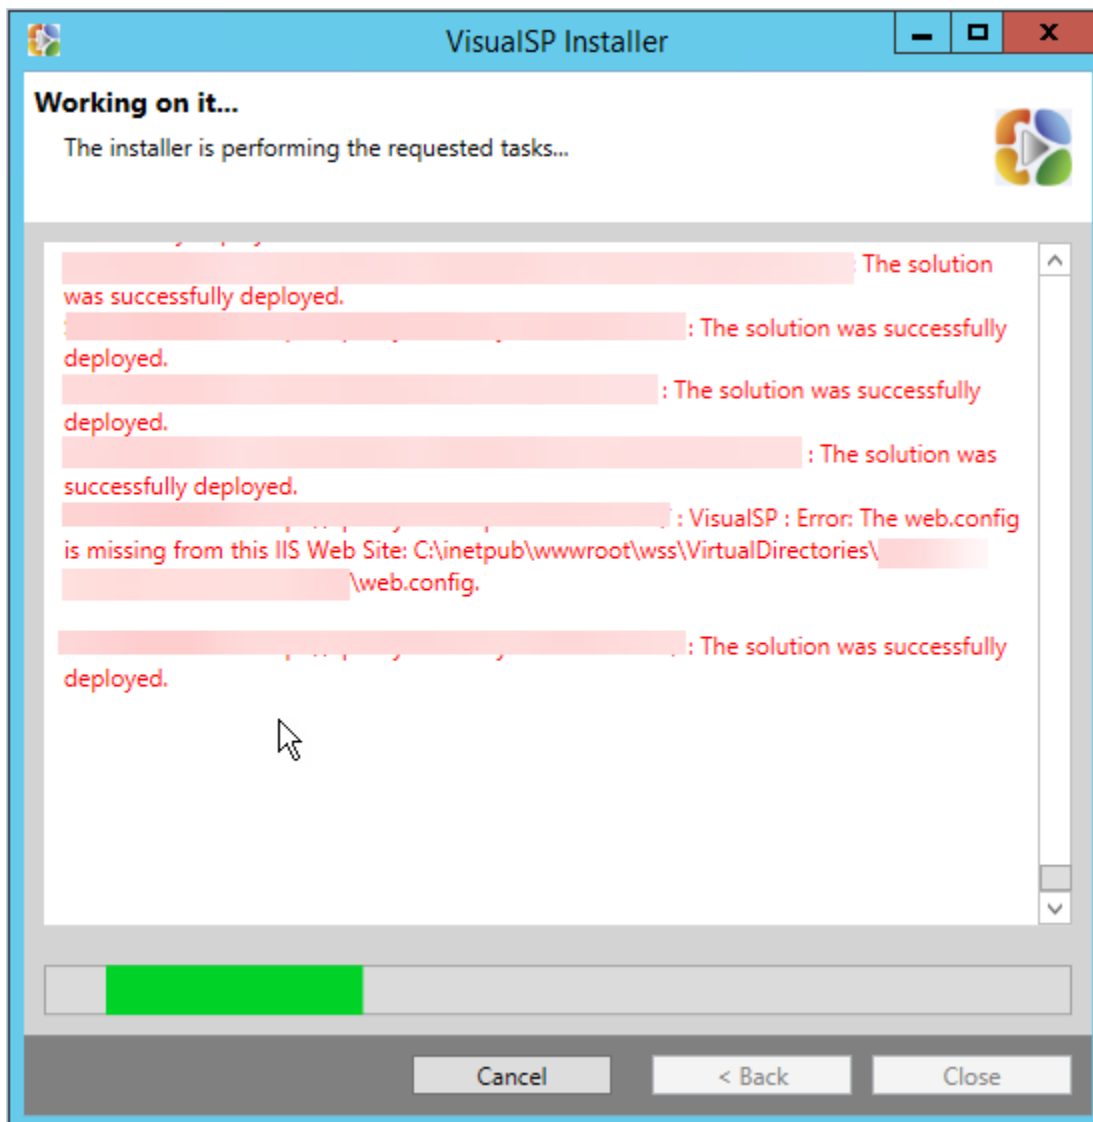 VisualSP Installer
Working on it...
The installer is performing the requested tasks...
: The solution
was successfully deployed.
: The solution was successfully
deployed.
: The solution was successfully
deployed.
: The solution was
successfully deployed.
: VisualSP : Error: The web.config
is missing from this IIS Web Site: C:\inetpub\wwwroot\wss\VirtualDirectories\
\web.config.
: The solution was successfully
deployed.
Cancel
< Back
Close